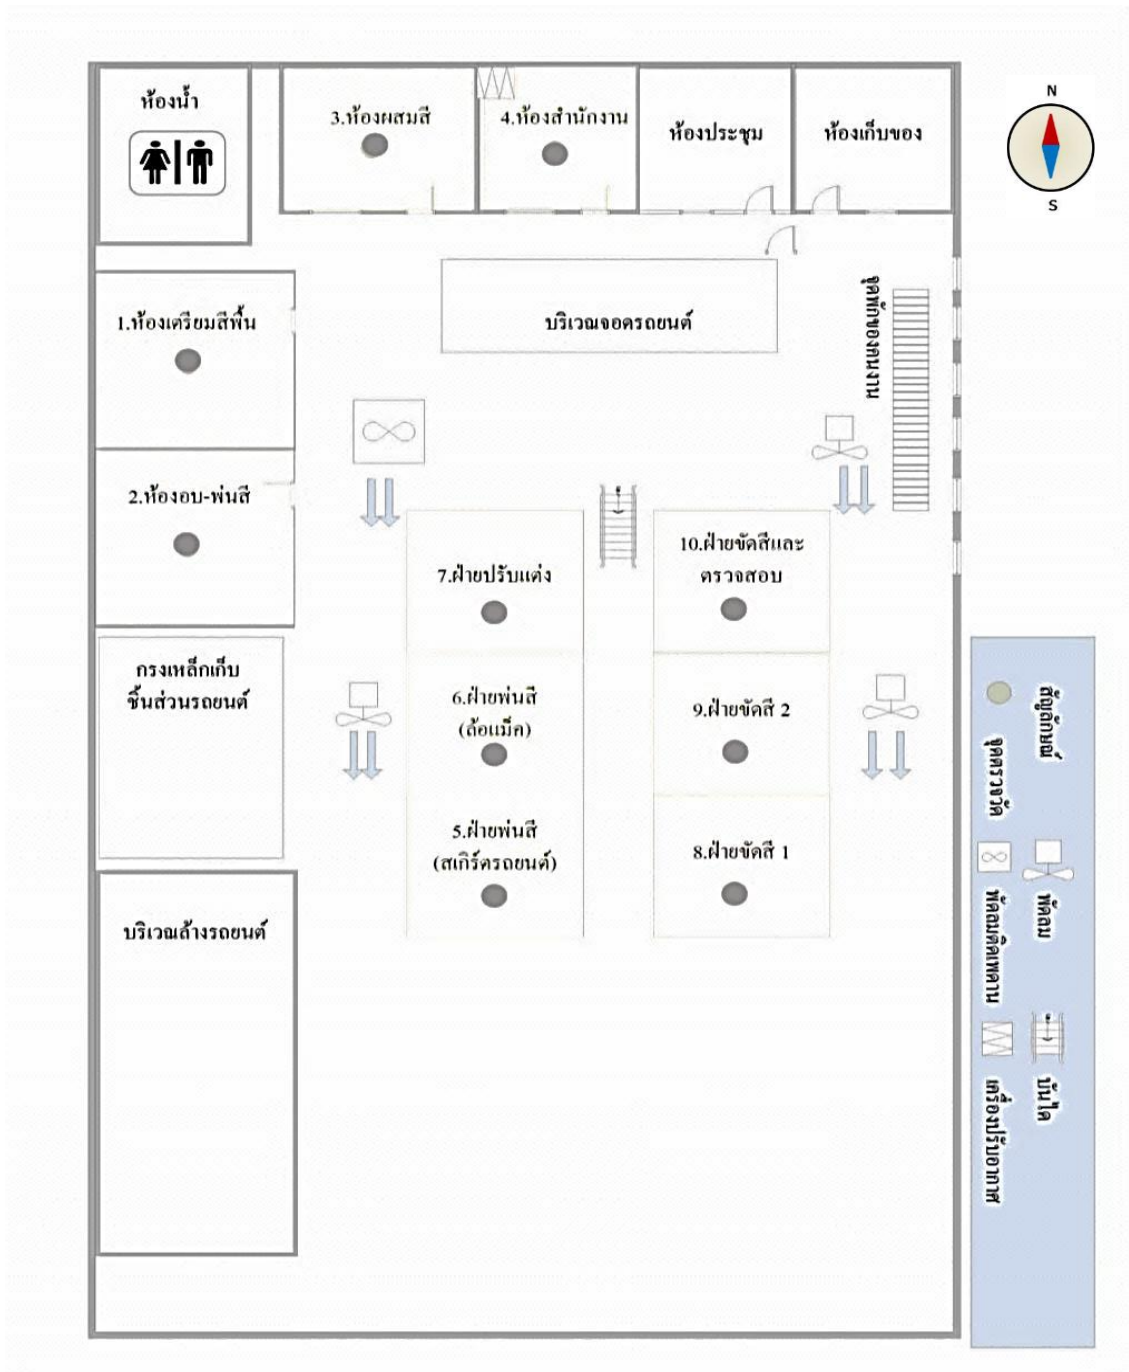 ห้องน้ำ
3.ห้องผสมสี
4.ห้องสำนักงาน
ห้องประชุม
ห้องเก็บของ
N
S
1.ห้องเตรียมสีพื้น
บริเวณจอดรถยนต์
จุดพักของคนงาน
2.ห้องอบ-พ่นสี
7.ฝ่ายปรับแต่ง
10.ฝ่ายขัดสีและ
ตรวจสอบ
กรงเหล็กเก็บ
ชิ้นส่วนรถยนต์
6.ฝ่ายพ่นสี
(ล้อแม็ค)
9.ฝ่ายขัดสี 2
5.ฝ่ายพ่นสี
(สเกิร์ตรถยนต์)
8.ฝ่ายขัดสี 1
บริเวณล้างรถยนต์
สัญลักษณ์
จุดตรวจวัด
พัดลม
พัดลมติดเพดาน
บันได
เครื่องปรับอากาศ